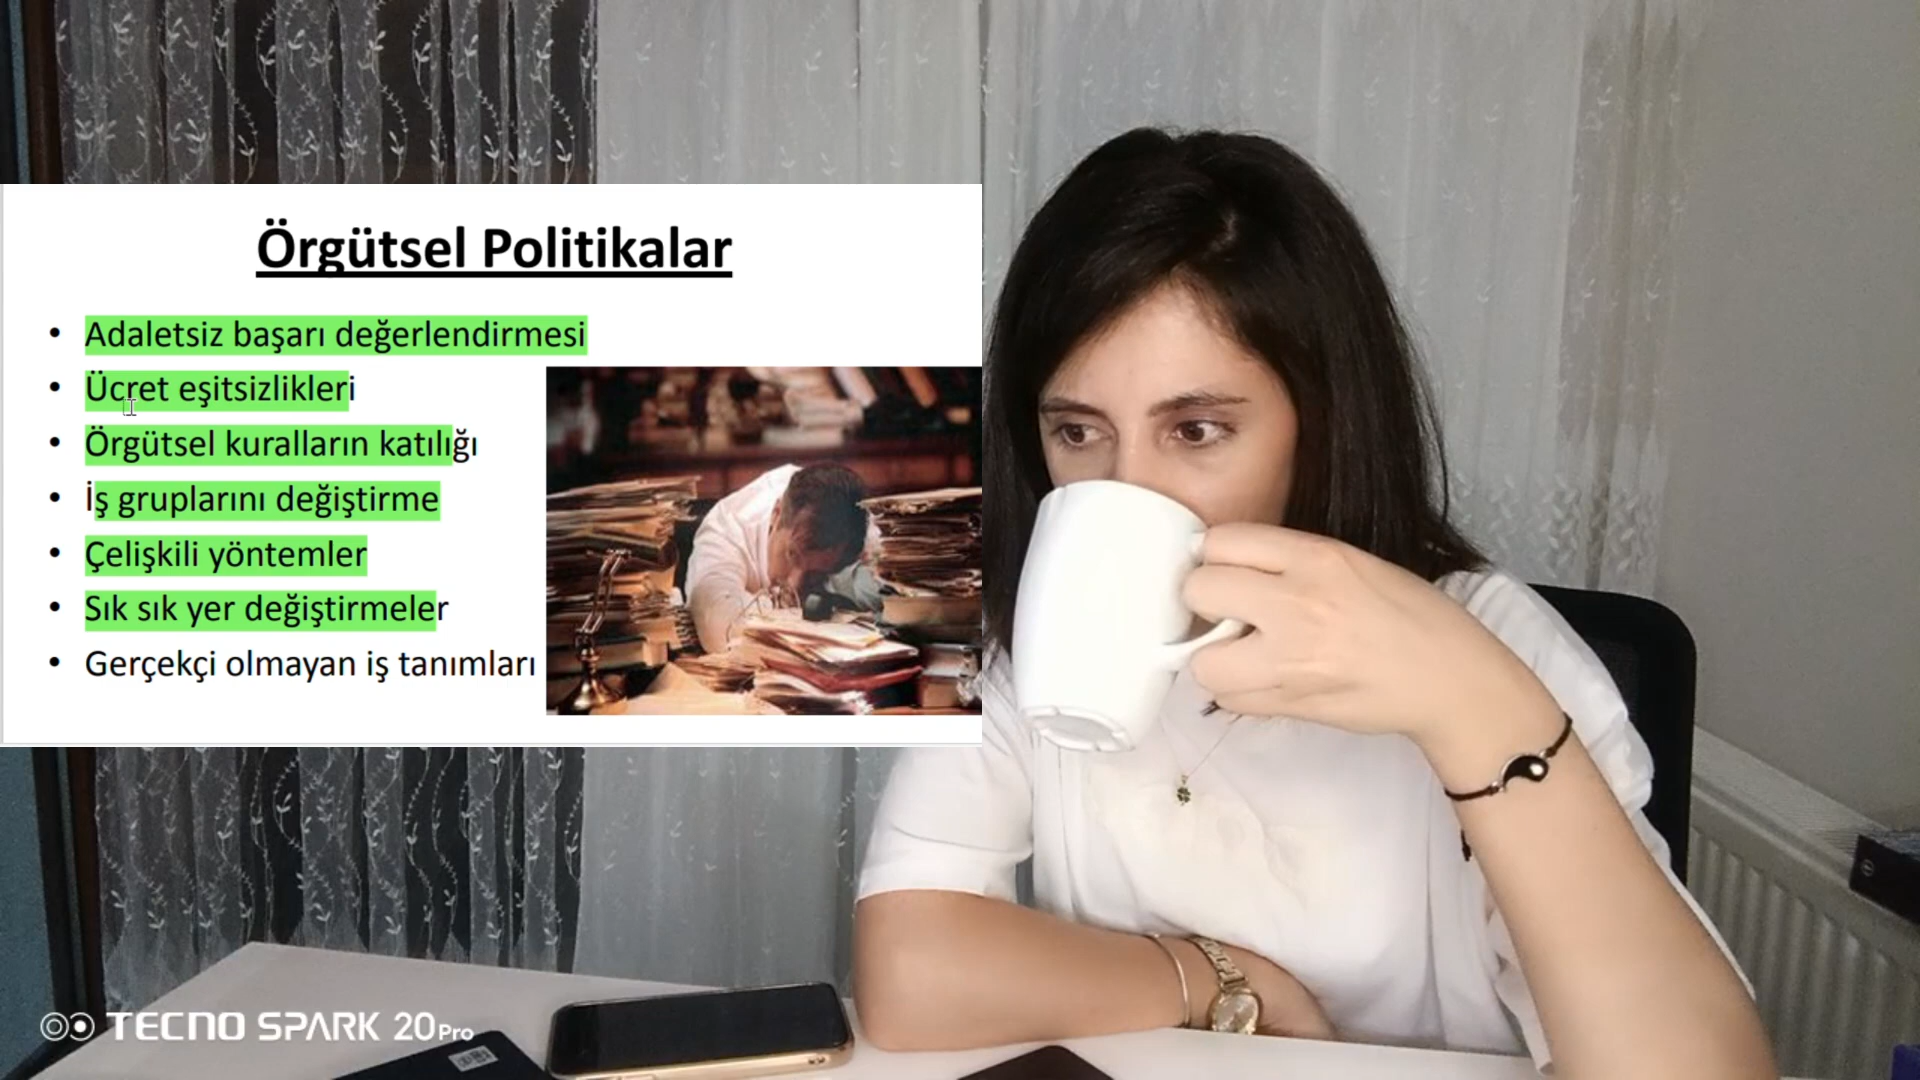 Örgütsel Politikalar
• Adaletsiz başarı değerlendirmesi
• Ücret eşitsizlikleri
• Örgütsel kuralların katılığı
• İş gruplarını değiştirme
• Çelişkili yöntemler
• Sık sık yer değiştirmeler
• Gerçekçi olmayan iş tanımları
TECNO SPARK 20Pro